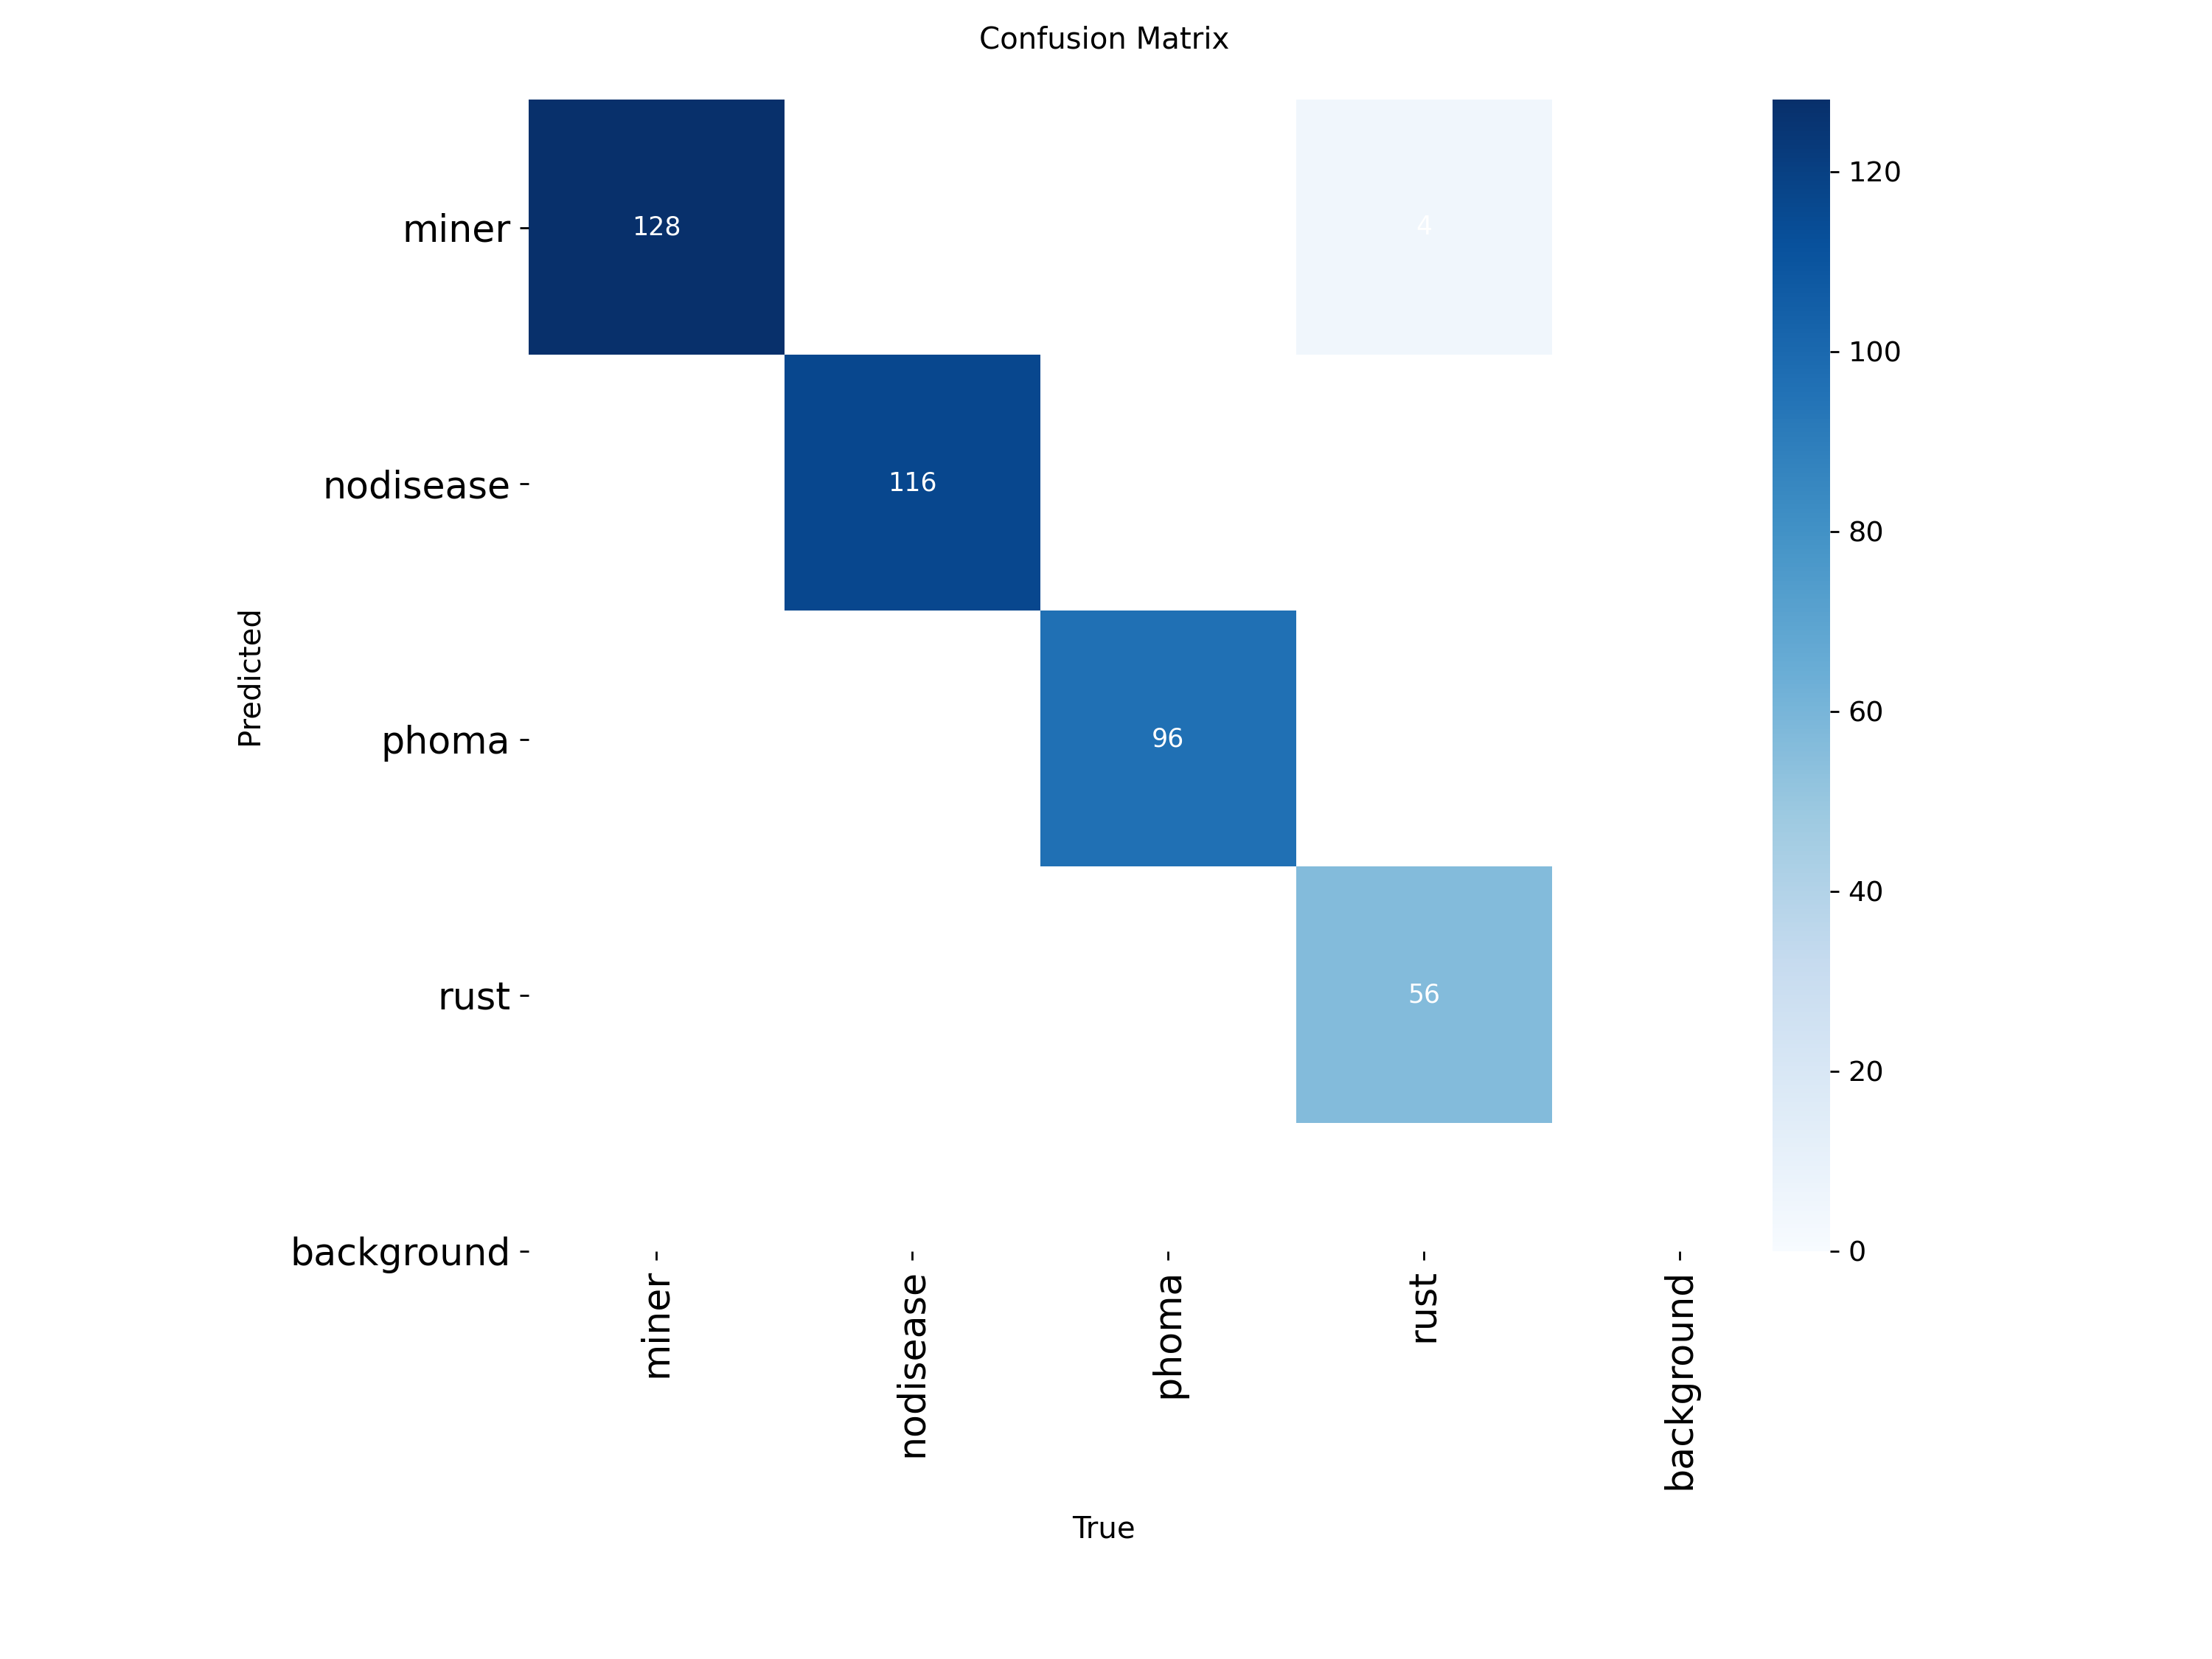 Confusion Matrix
miner
128
4
nodisease
116
phoma
96
rust
56
background
Predicted
miner
nodisease
phoma
rust
background
True
120
100
80
60
40
20
0